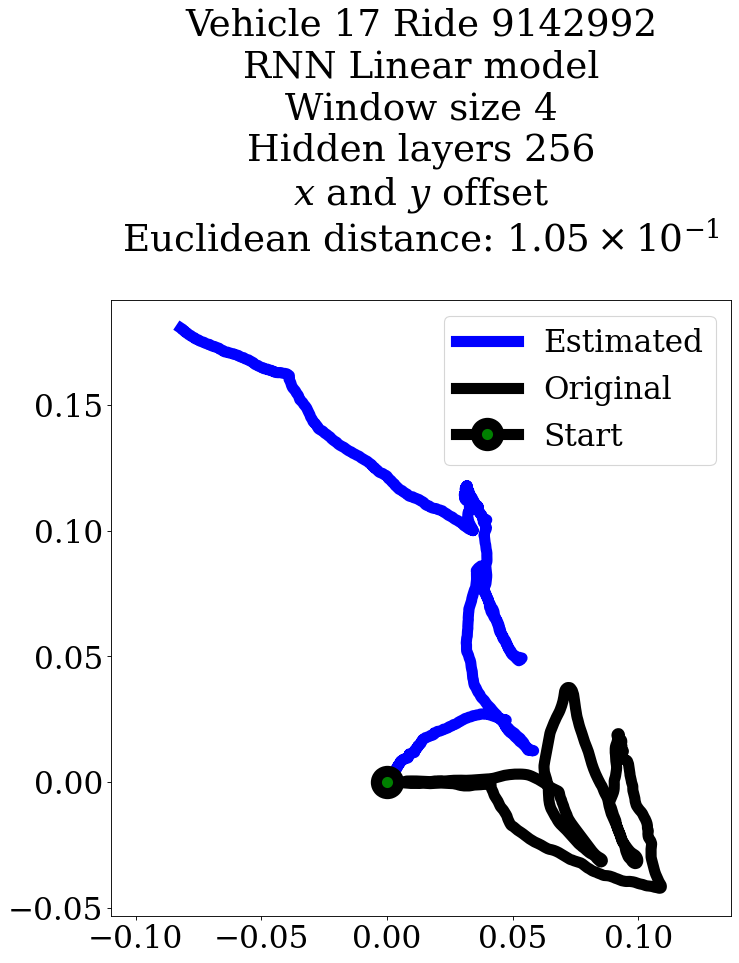 Vehicle 17 Ride 9142992
RNN Linear model
Window size 4
Hidden layers 256
x and y offset
Euclidean distance: 1.05 × 10⁻¹
Estimated
Original
Start
0.15
0.10
0.05
0.00
−0.05
−0.10 −0.05 0.00 0.05 0.10